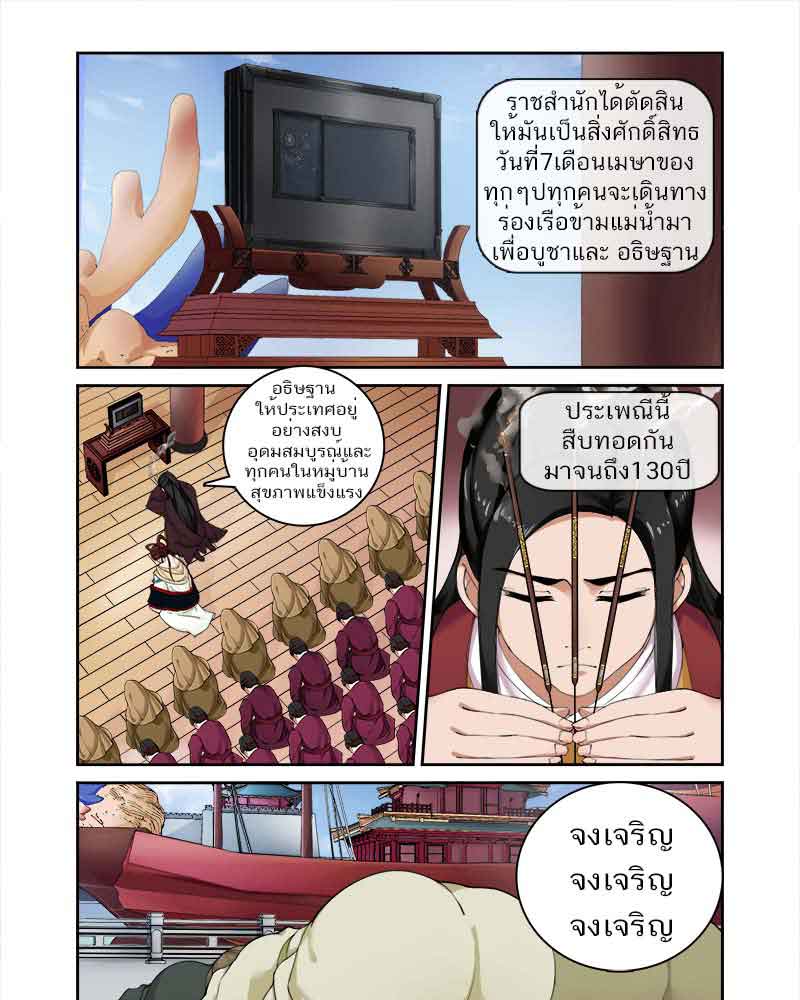 ราชสำนักได้ตัดสิน
ให้มันเป็นสิ่งศักดิ์สิทธ
วันที่7เดือนเมษาของ
ทุกๆปทุกคนจะเดินทาง
ร่องเรือข้ามแม่น้ำมา
เพื่อบูชาและ อธิษฐาน
อธิษฐาน
ให้ประเทศอยู่
อย่างสงบ
อุดมสมบูรณ์และ
ทุกคนในหมู่บ้าน
สุขภาพแข็งแรง
ประเพณีนี้
สืบทอดกัน
มาจนถึง130ปี
จงเจริญ
จงเจริญ
จงเจริญ